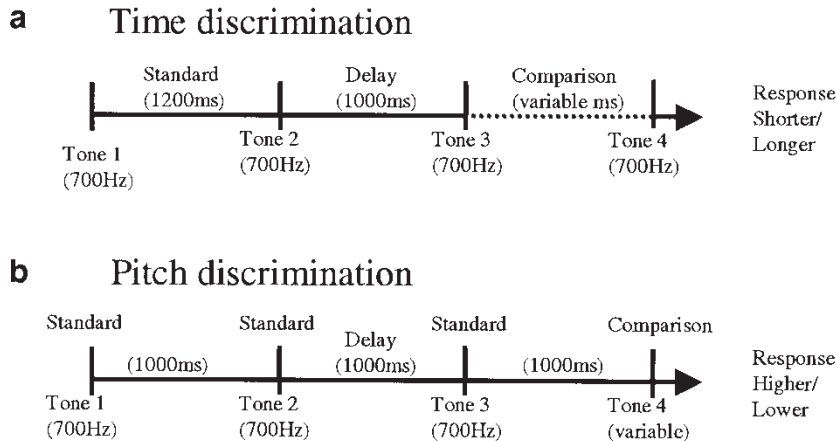 a Time discrimination
Standard
(1200ms)
Delay
(1000ms)
Comparison
(variable ms)
Tone 1
(700Hz)
Tone 2
(700Hz)
Tone 3
(700Hz)
Tone 4
(700Hz)
Response
Shorter/
Longer
b Pitch discrimination
Standard
Standard
Standard
Comparison
(1000ms)
Delay
(1000ms)
(1000ms)
Tone 1
(700Hz)
Tone 2
(700Hz)
Tone 3
(700Hz)
Tone 4
(variable)
Response
Higher/
Lower